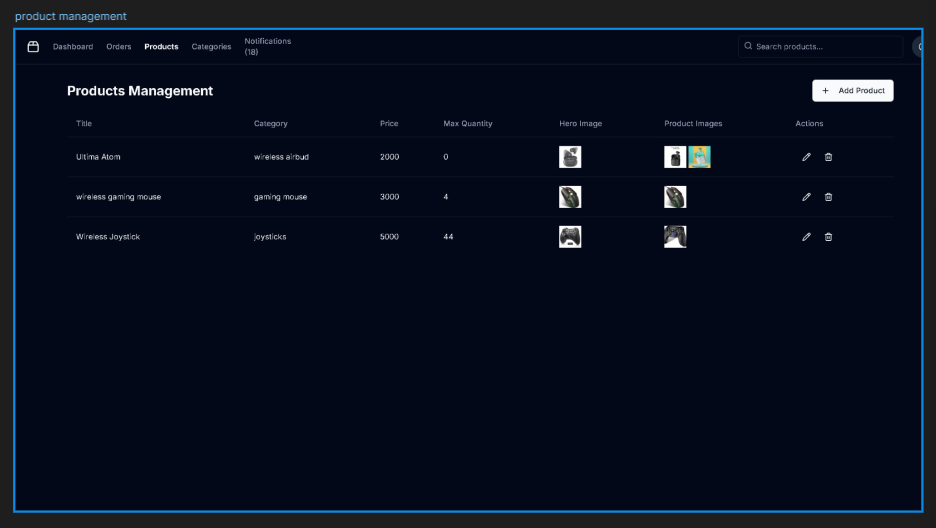 product management
Dashboard Orders Products Categories Notifications (18) Search products...
Products Management + Add Product
Title Category Price Max Quantity Hero Image Product Images Actions
Ultima Atom wireless airbud 2000 0
wireless gaming mouse gaming mouse 3000 4
Wireless Joystick joysticks 5000 44